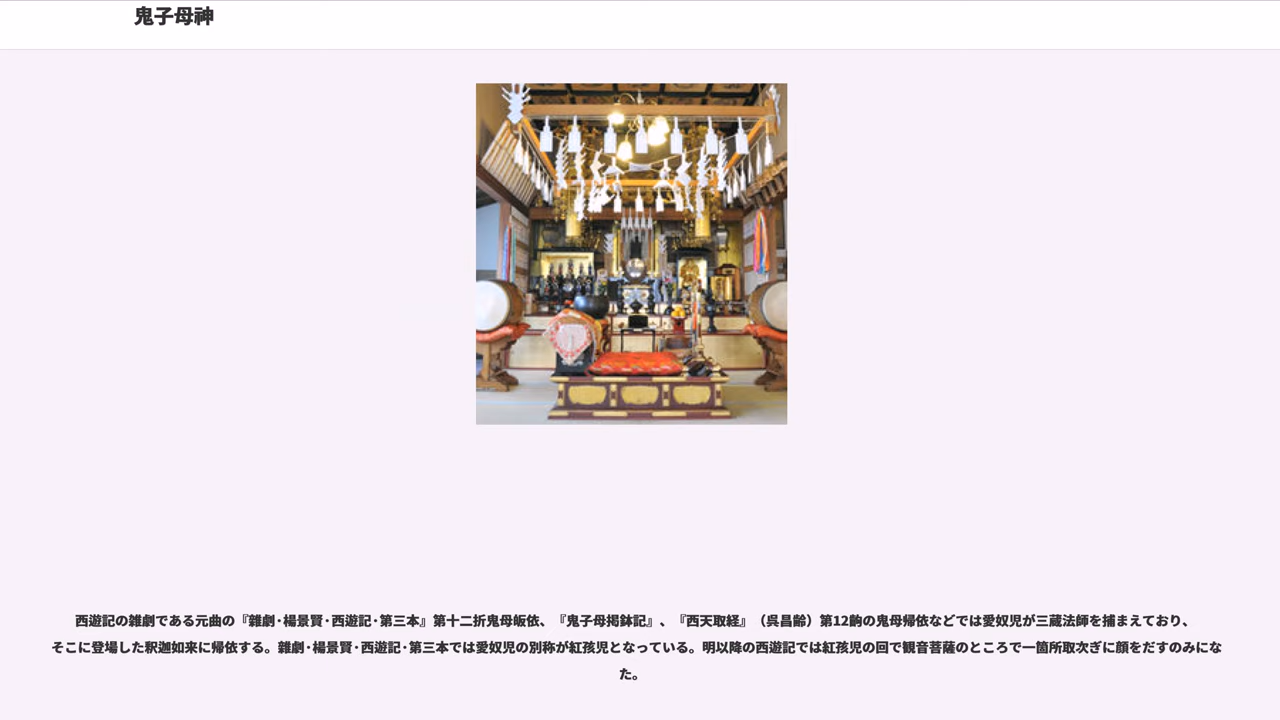 鬼子母神
西遊記の雑劇である元曲の『雜劇·楊景賢·西遊記·第三本』第十二折鬼母皈依、『鬼子母掲鉢記』、『西天取経』（呉昌齢）第12齣の鬼母帰依などでは愛奴児が三蔵法師を捕まえており、
そこに登場した釈迦如来に帰依する。雜劇·楊景賢·西遊記·第三本では愛奴児の別称が紅孩児となっている。明以降の西遊記では紅孩児の回で観音菩薩のところで一箇所取次ぎに顔をだすのみにな
た。